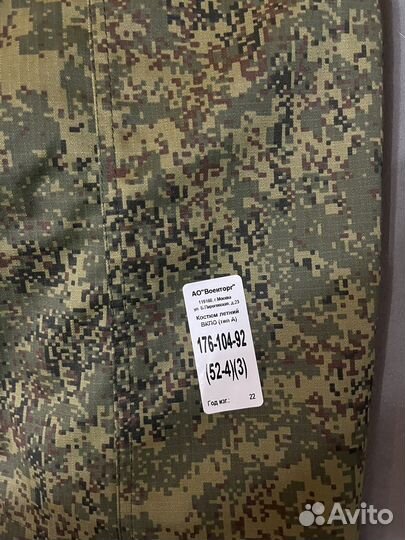 АО"Военторг"
119160, г.Москва
ул. Б.Пироговская, д.23
Костюм летний
ВКПО (тип А)
176-104-92
(52-4)(3)
Год изг.: 22
Avito